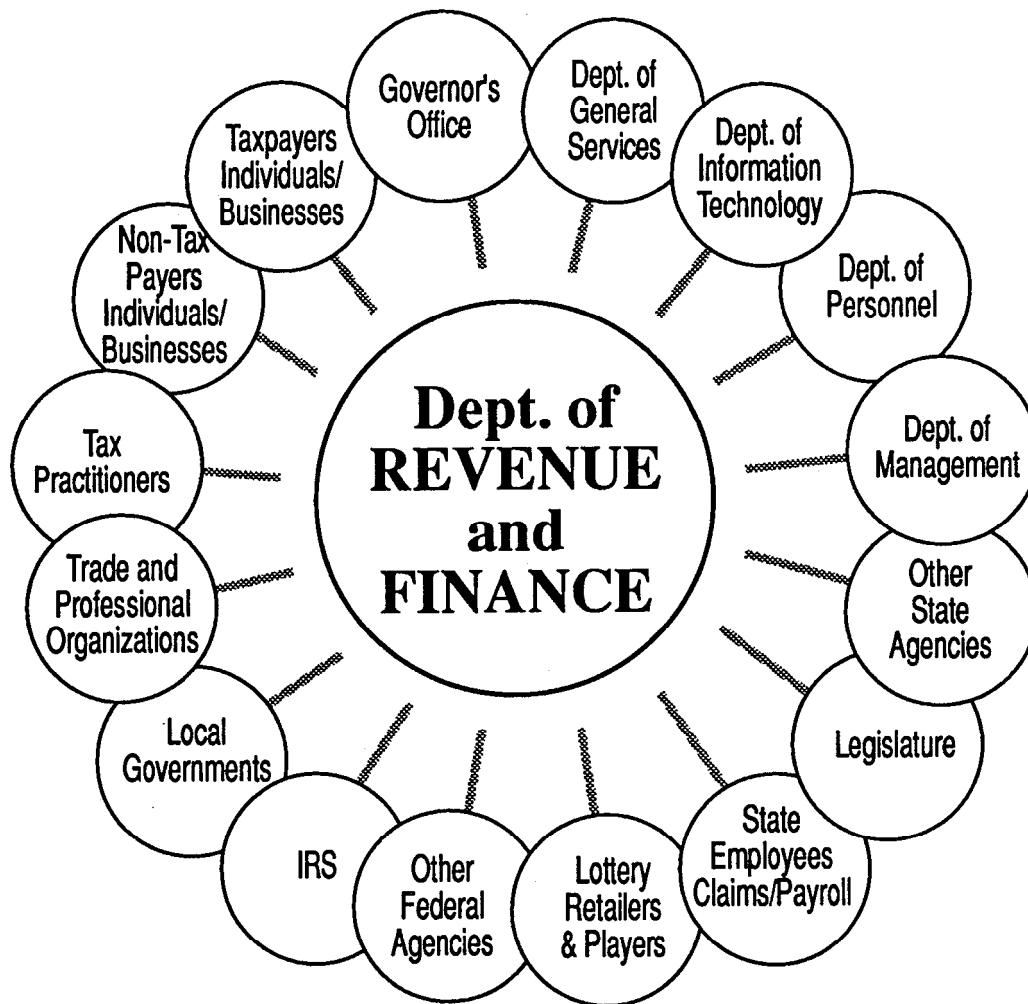 Governor's
Office
Dept. of
General
Services
Dept. of
Information
Technology
Dept. of
Personnel
Dept. of
Management
Other
State
Agencies
Legislature
State
Employees
Claims/Payroll
Lottery
Retailers
& Players
Other
Federal
Agencies
IRS
Local
Governments
Trade and
Professional
Organizations
Tax
Practitioners
Non-Tax
Payers
Individuals/
Businesses
Taxpayers
Individuals/
Businesses
Dept. of
REVENUE
and
FINANCE